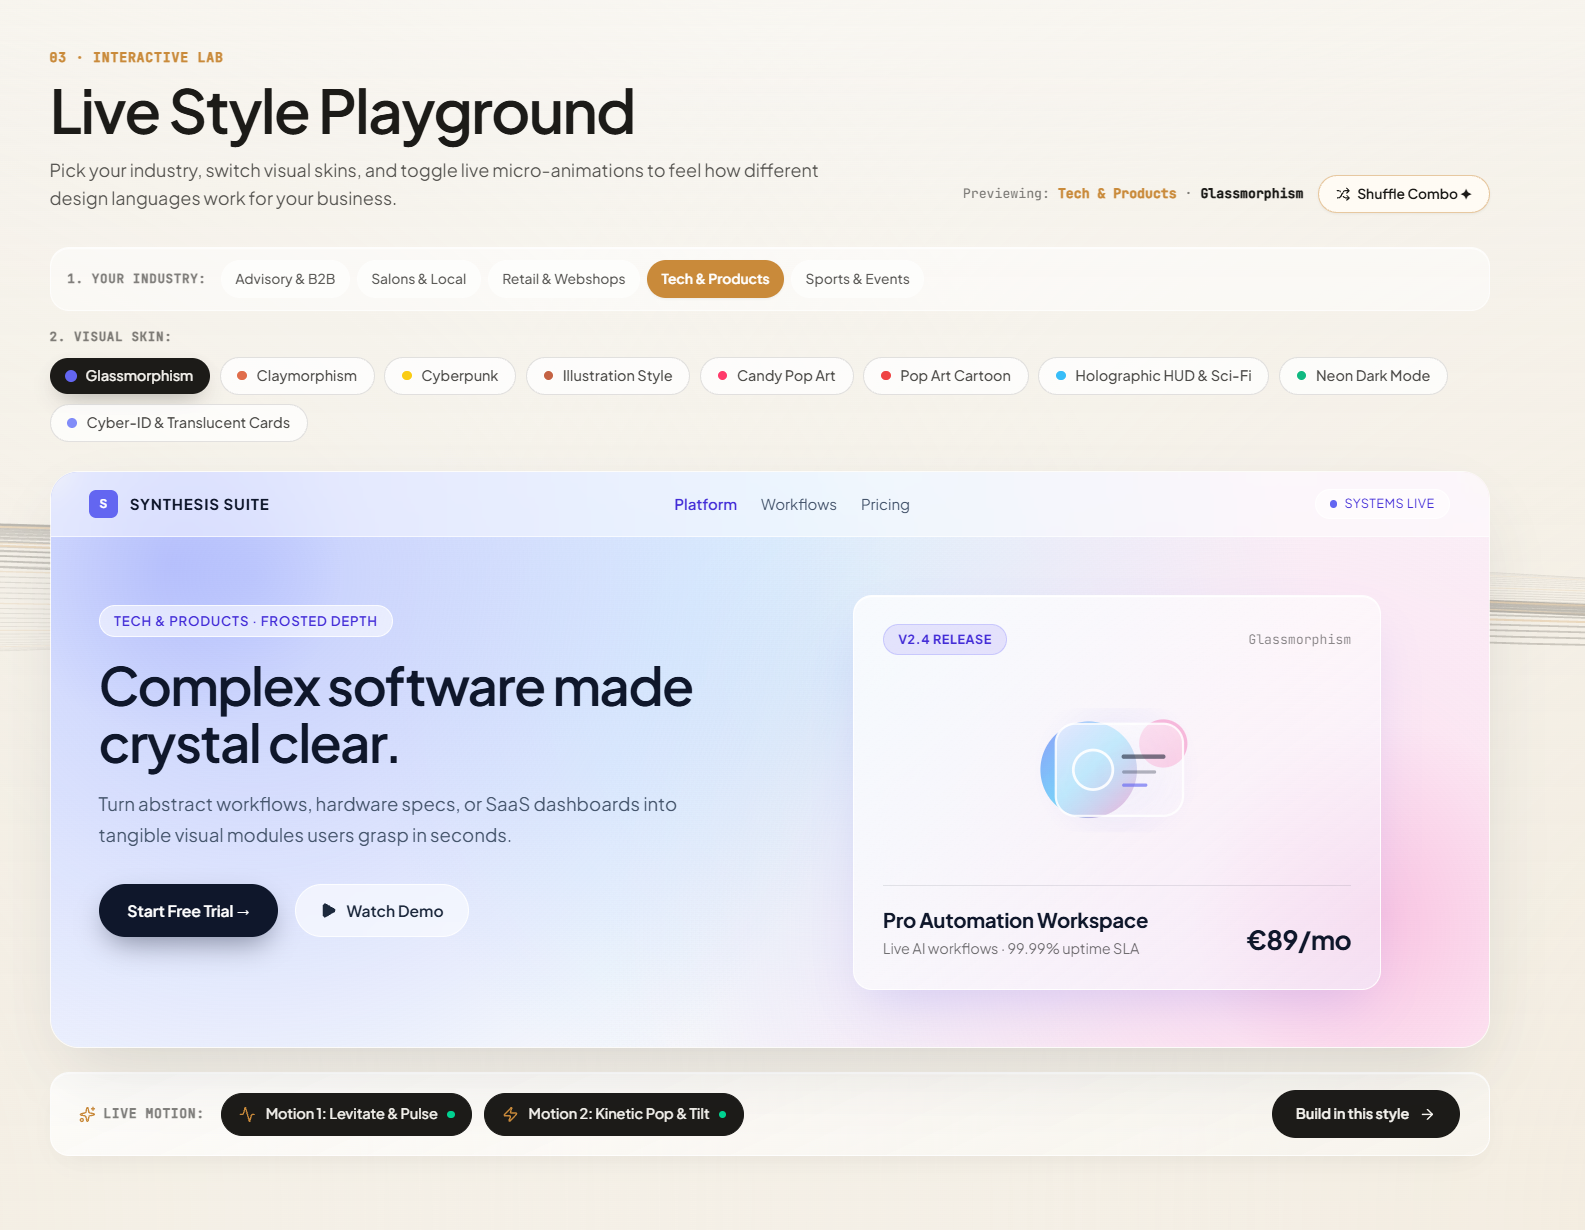 03 · INTERACTIVE LAB
Live Style Playground
Pick your industry, switch visual skins, and toggle live micro-animations to feel how different
design languages work for your business.
Previewing: Tech & Products · Glassmorphism
Shuffle Combo ✦
1. YOUR INDUSTRY:
Advisory & B2B
Salons & Local
Retail & Webshops
Tech & Products
Sports & Events
2. VISUAL SKIN:
Glassmorphism
Claymorphism
Cyberpunk
Illustration Style
Candy Pop Art
Pop Art Cartoon
Holographic HUD & Sci-Fi
Neon Dark Mode
Cyber-ID & Translucent Cards
S
SYNTHESIS SUITE
Platform
Workflows
Pricing
SYSTEMS LIVE
TECH & PRODUCTS · FROSTED DEPTH
Complex software made
crystal clear.
Turn abstract workflows, hardware specs, or SaaS dashboards into
tangible visual modules users grasp in seconds.
Start Free Trial →
Watch Demo
V2.4 RELEASE
Glassmorphism
Pro Automation Workspace
Live AI workflows · 99.99% uptime SLA
€89/mo
LIVE MOTION:
Motion 1: Levitate & Pulse
Motion 2: Kinetic Pop & Tilt
Build in this style →